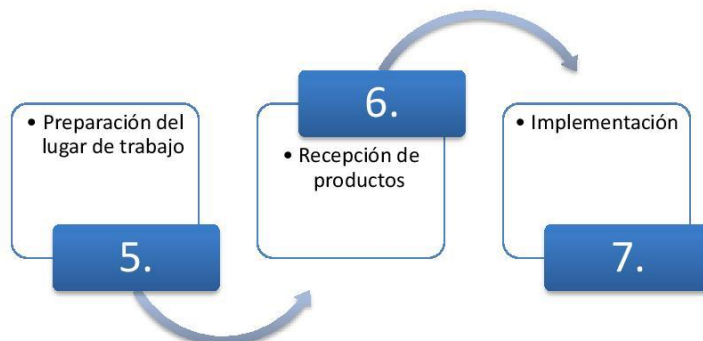 • Preparación del
lugar de trabajo
5.
6.
• Recepción de
productos
• Implementación
7.